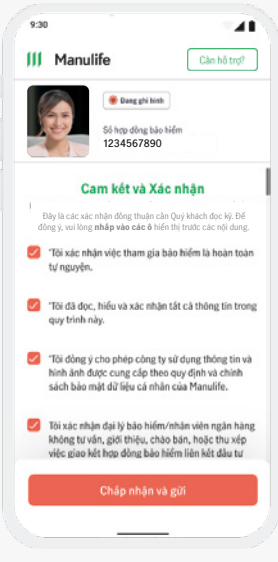 9:30
Manulife
Cần hỗ trợ?
Đang ghi hình
Số hợp đồng bảo hiểm
1234567890
Cam kết và Xác nhận
Đây là các xác nhận đồng thuận cần Quý khách đọc kỹ. Để
đồng ý, vui lòng nhấp vào các ô hiển thị trước các nội dung.
"Tôi xác nhận việc tham gia bảo hiểm là hoàn toàn
tự nguyện.
"Tôi đã đọc, hiểu và xác nhận tất cả thông tin trong
quy trình này.
"Tôi đồng ý cho phép công ty sử dụng thông tin và
hình ảnh được cung cấp theo quy định và chính
sách bảo mật dữ liệu cá nhân của Manulife.
Tôi xác nhận đại lý bảo hiểm/nhân viên ngân hàng
không tư vấn, giới thiệu, chào bán, hoặc thu xếp
việc giao kết hợp đồng bảo hiểm liên kết đầu tư
Chấp nhận và gửi